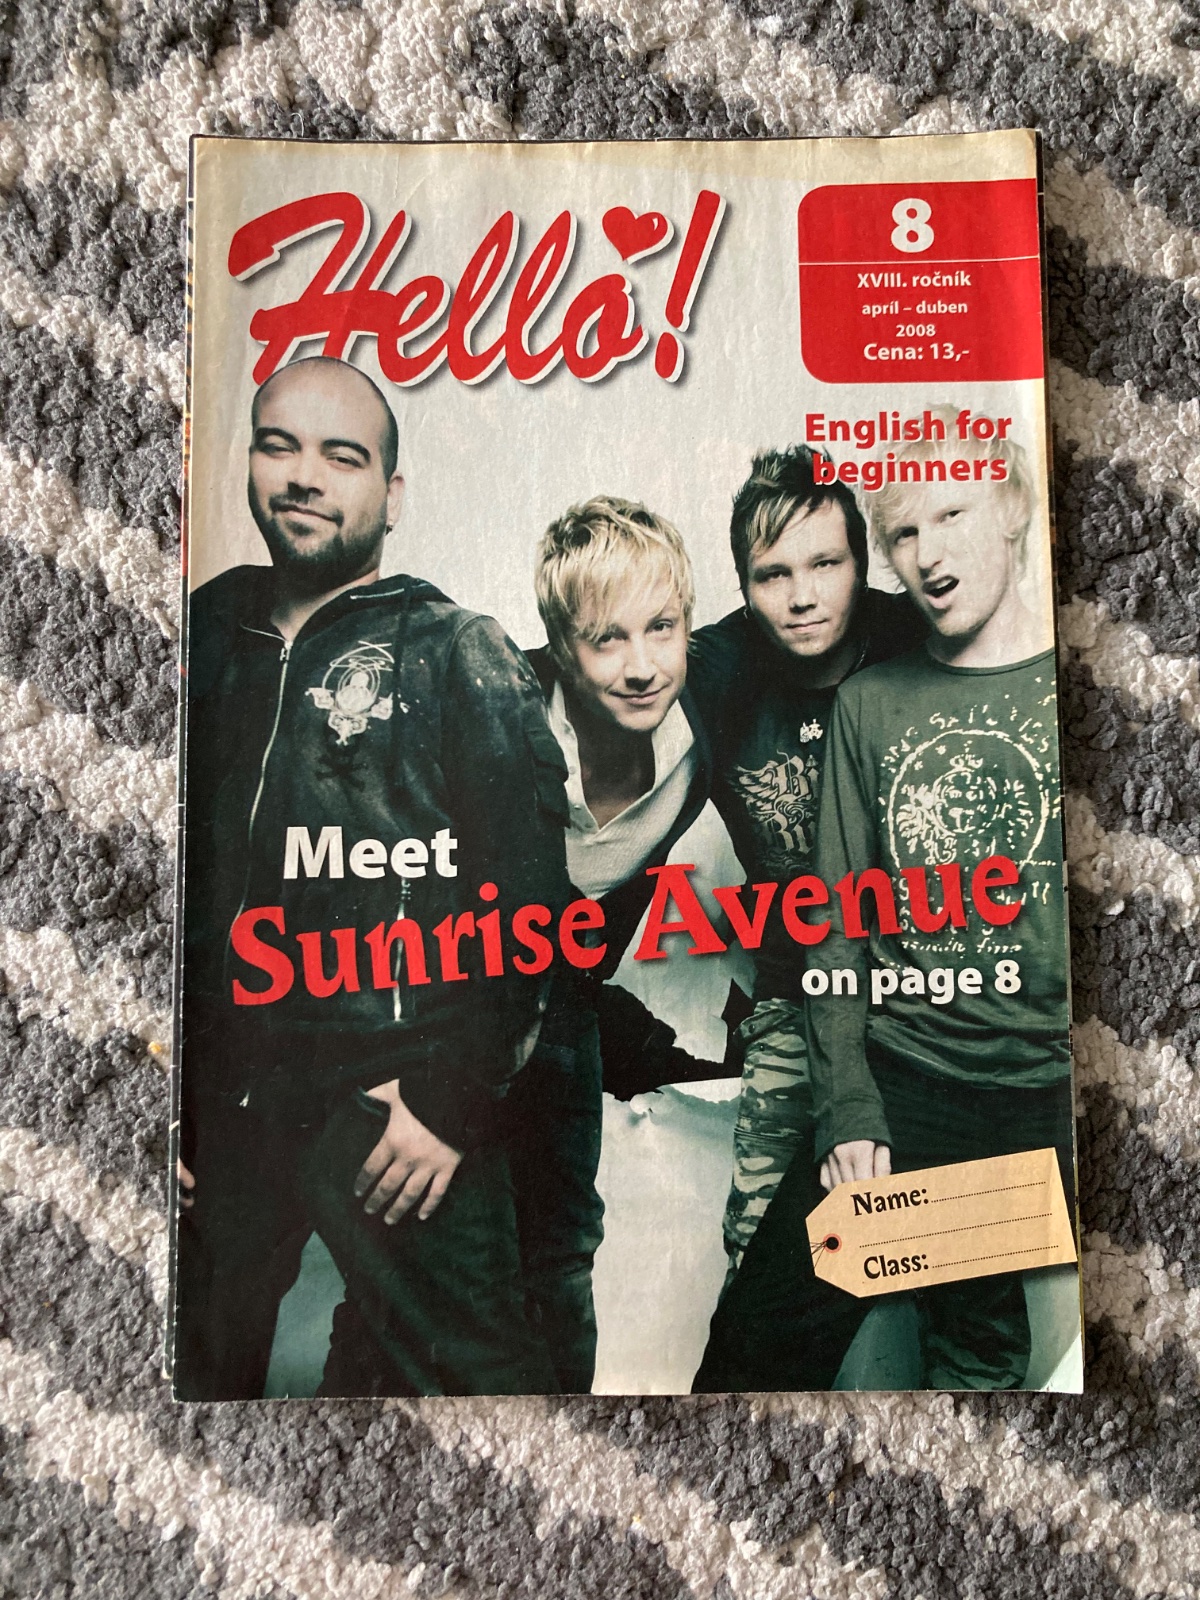 Hello!
8
XVIII. ročník
apríl – duben
2008
Cena: 13,-
English for
beginners
Meet
Sunrise Avenue
on page 8
Name:
Class: